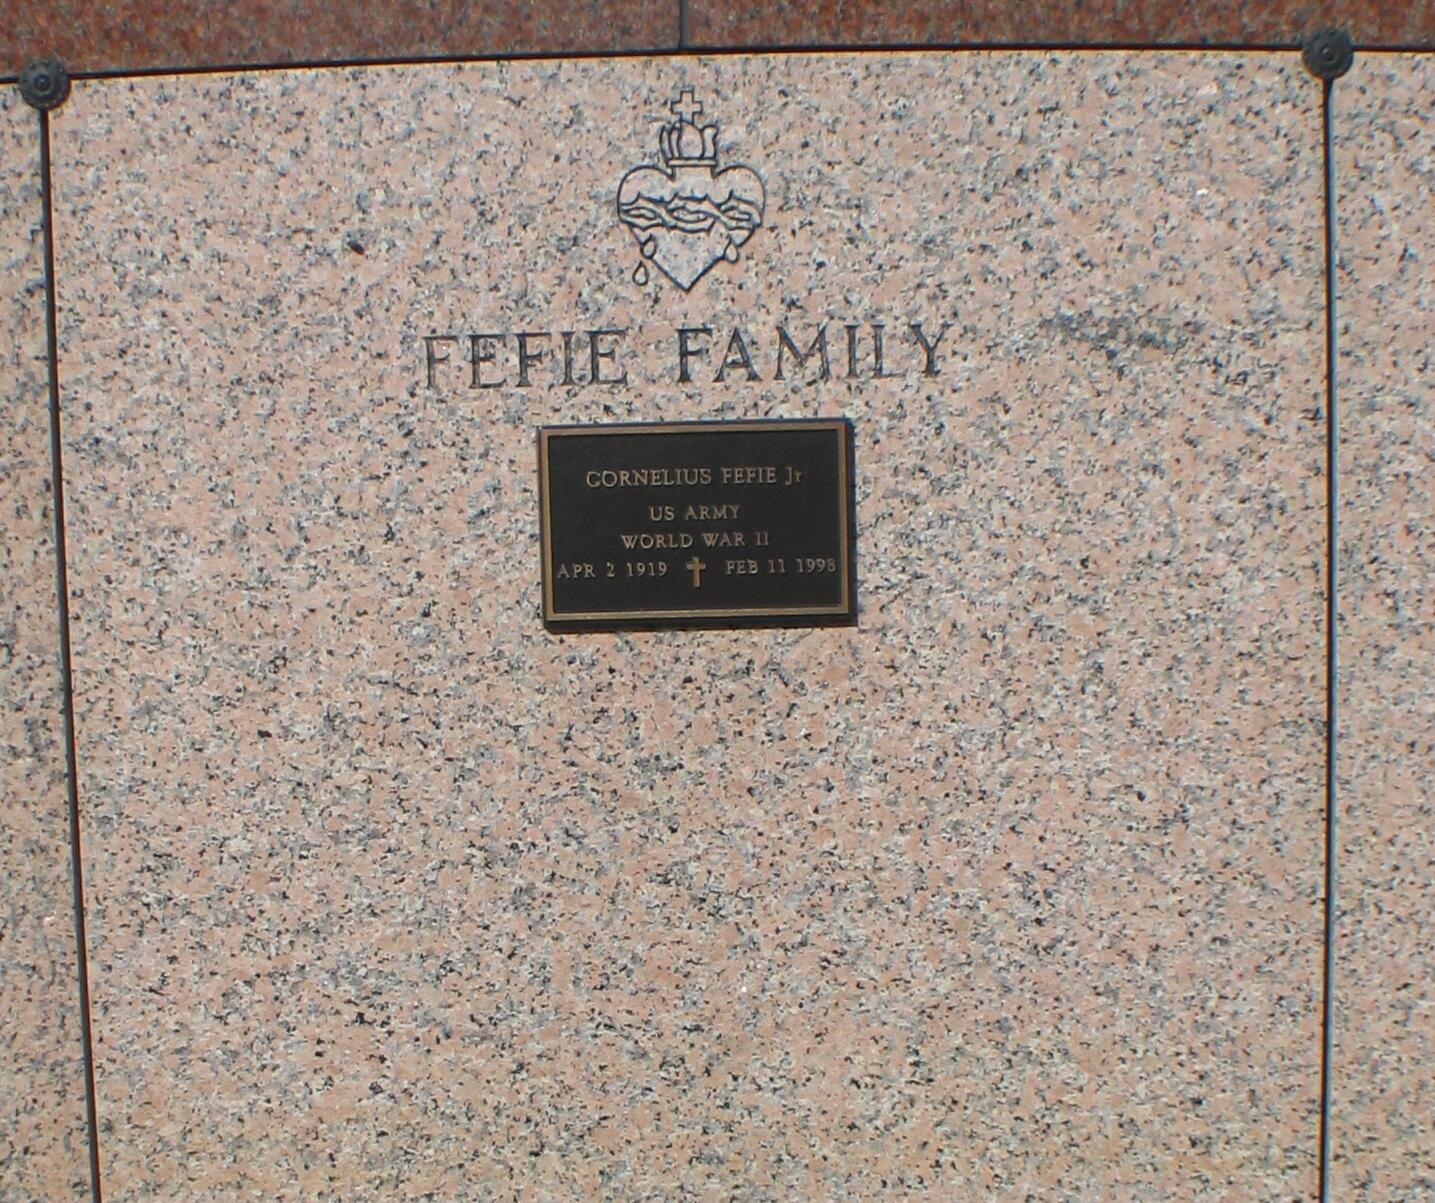 FEFIE FAMILY
CORNELIUS FEFIE Jr
US ARMY
WORLD WAR II
APR 2 1919 FEB 11 1998